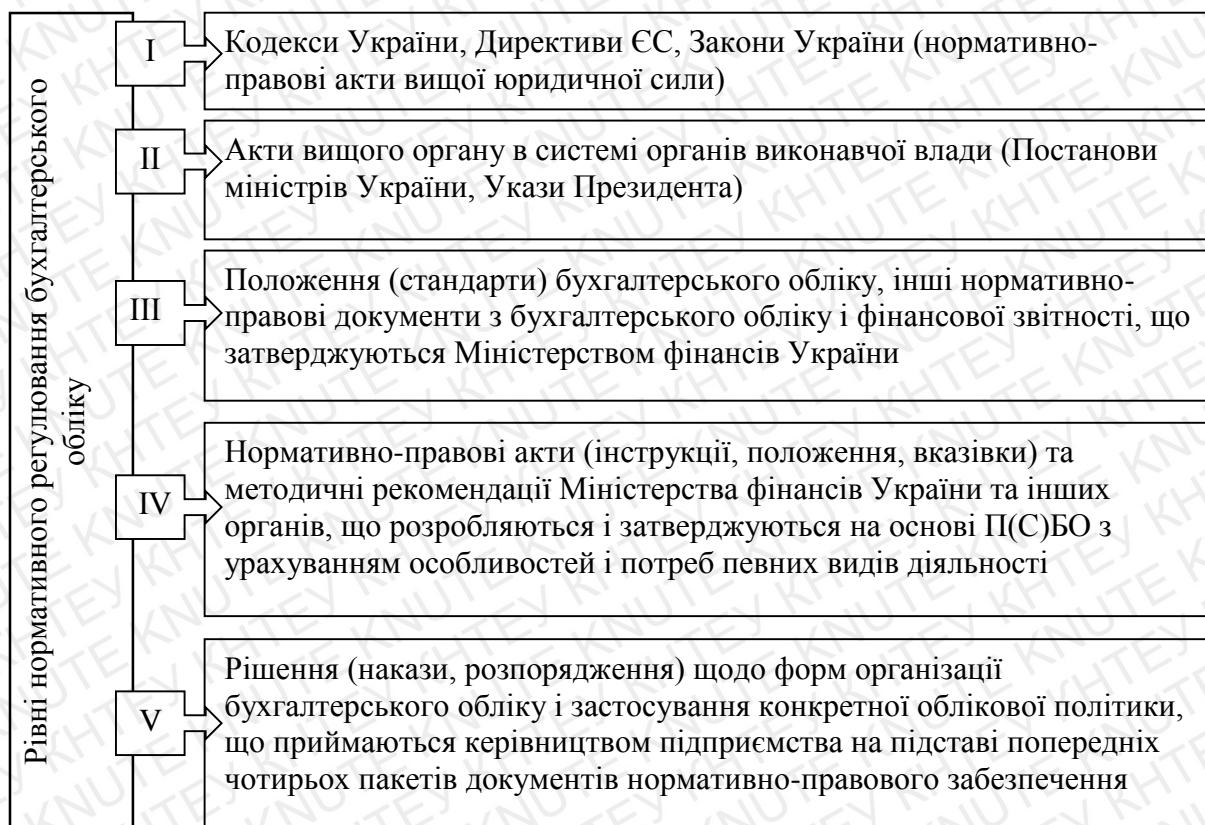 Рівні нормативного регулювання бухгалтерського
обліку
I
Кодекси України, Директиви ЄС, Закони України (нормативно-
правові акти вищої юридичної сили)
II
Акти вищого органу в системі органів виконавчої влади (Постанови
міністрів України, Укази Президента)
III
Положення (стандарти) бухгалтерського обліку, інші нормативно-
правові документи з бухгалтерського обліку і фінансової звітності, що
затверджуються Міністерством фінансів України
IV
Нормативно-правові акти (інструкції, положення, вказівки) та
методичні рекомендації Міністерства фінансів України та інших
органів, що розробляються і затверджуються на основі П(С)БО з
урахуванням особливостей і потреб певних видів діяльності
V
Рішення (накази, розпорядження) щодо форм організації
бухгалтерського обліку і застосування конкретної облікової політики,
що приймаються керівництвом підприємства на підставі попередніх
чотирьох пакетів документів нормативно-правового забезпечення